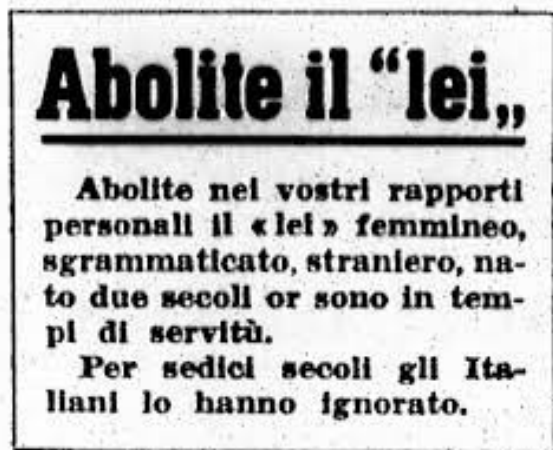 Abolite il “lei„
Abolite nei vostri rapporti
personali il «lei» femmineo,
sgrammaticato, straniero, na-
to due secoli or sono in tem-
pi di servitù.
Per sedici secoli gli Ita-
liani lo hanno ignorato.